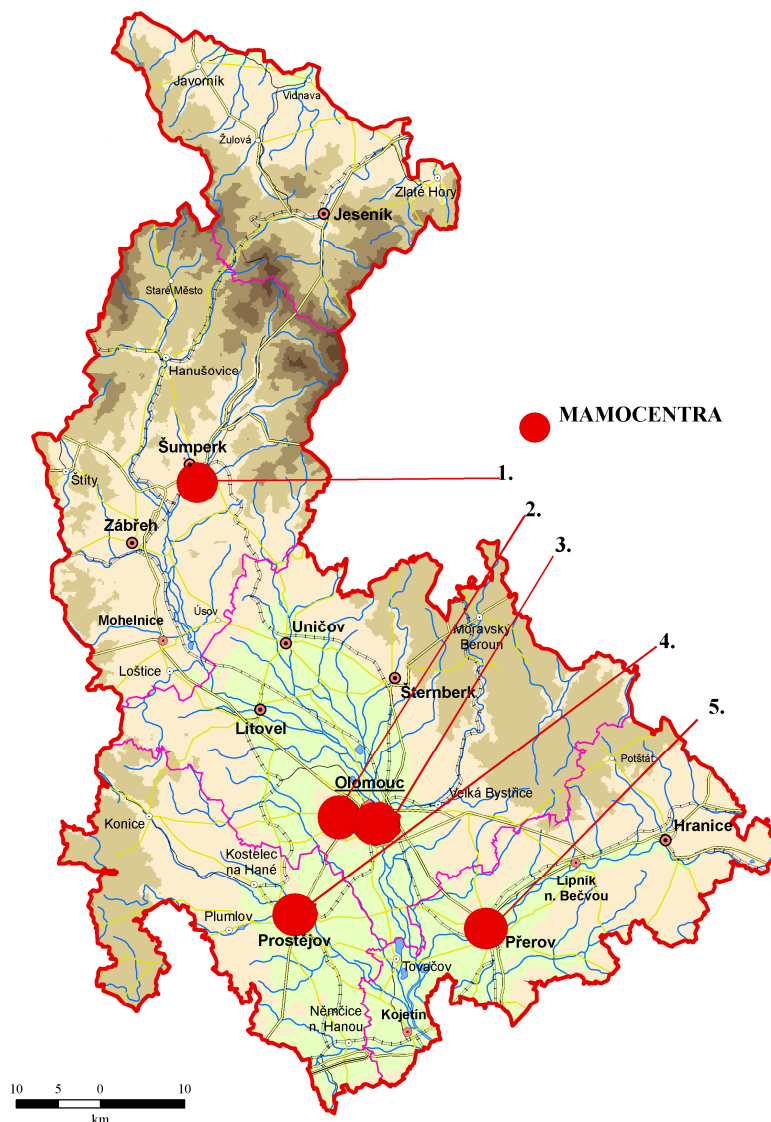 Javorník
Vidnava
Žulová
Zlaté Hory
Jeseník
Staré Město
Hanušovice
MAMOCENTRA
Šumperk
1.
Štíty
2.
Zábřeh
3.
Úsov
Mohelnice
Uničov
Moravský
Beroun
4.
Loštice
Šternberk
Litovel
5.
Potštát
Olomouc
Velká Bystřice
Konice
Hranice
Kostelec
na Hané
Lipník
n. Bečvou
Plumlov
Prostějov
Přerov
Tovačov
Němčice
n. Hanou
Kojetín
10 5 0 10
km